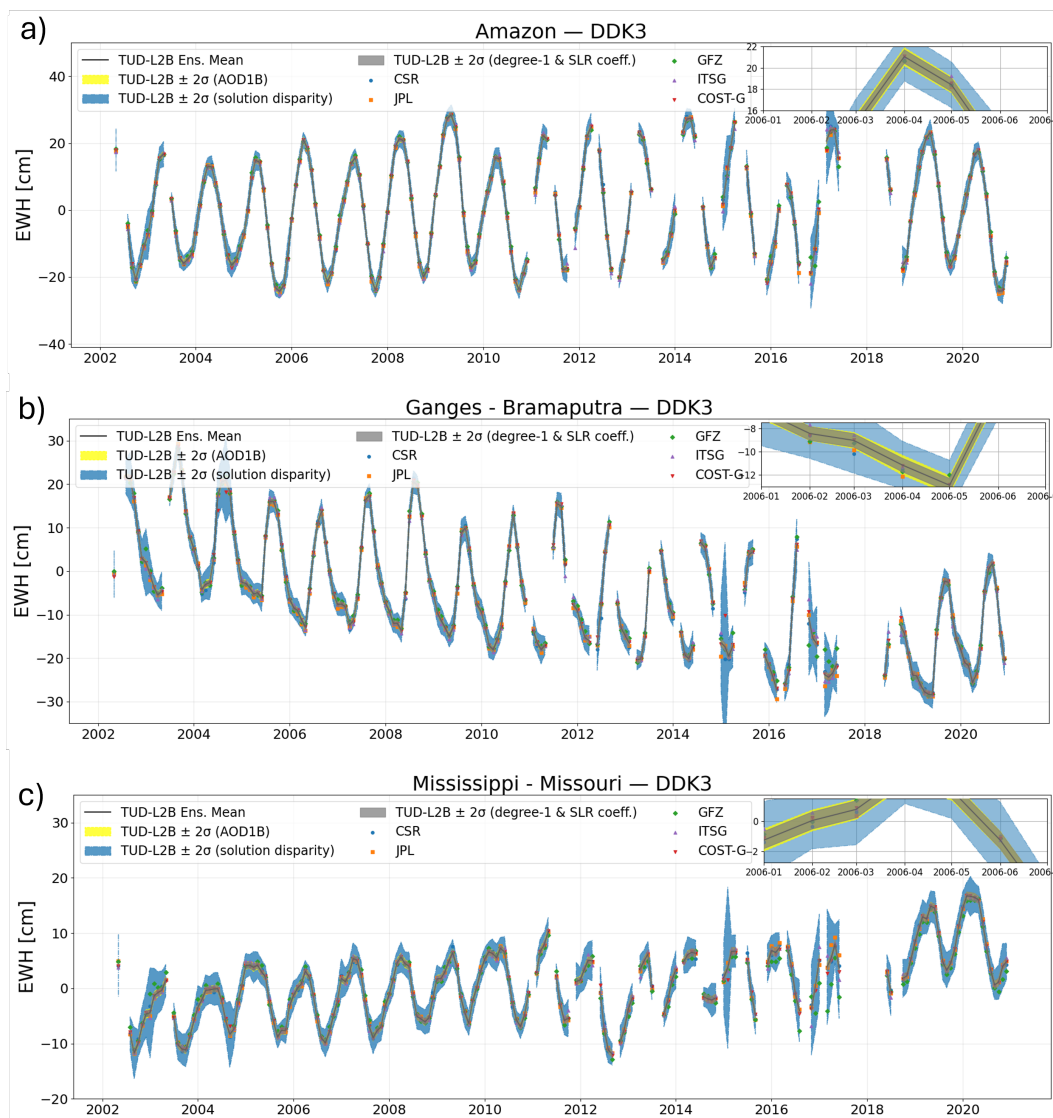 a)
Amazon — DDK3
TUD-L2B Ens. Mean
TUD-L2B ± 2σ (AOD1B)
TUD-L2B ± 2σ (solution disparity)
TUD-L2B ± 2σ (degree-1 & SLR coeff.)
CSR
JPL
GFZ
ITSG
COST-G
22
20
18
16
2006-01 2006-02 2006-03 2006-04 2006-05 2006-06 2006-
EWH [cm]
40
20
0
−20
−40
2002 2004 2006 2008 2010 2012 2014 2016 2018 2020
b)
Ganges - Bramaputra — DDK3
TUD-L2B Ens. Mean
TUD-L2B ± 2σ (AOD1B)
TUD-L2B ± 2σ (solution disparity)
TUD-L2B ± 2σ (degree-1 & SLR coeff.)
CSR
JPL
GFZ
ITSG
COST-G
−8
−10
−12
2006-01 2006-02 2006-03 2006-04 2006-05 2006-06 2006-
EWH [cm]
30
20
10
0
−10
−20
−30
2002 2004 2006 2008 2010 2012 2014 2016 2018 2020
c)
Mississippi - Missouri — DDK3
TUD-L2B Ens. Mean
TUD-L2B ± 2σ (AOD1B)
TUD-L2B ± 2σ (solution disparity)
TUD-L2B ± 2σ (degree-1 & SLR coeff.)
CSR
JPL
GFZ
ITSG
COST-G
0
−2
2006-01 2006-02 2006-03 2006-04 2006-05 2006-06 2006-
EWH [cm]
30
20
10
0
−10
−20
2002 2004 2006 2008 2010 2012 2014 2016 2018 2020